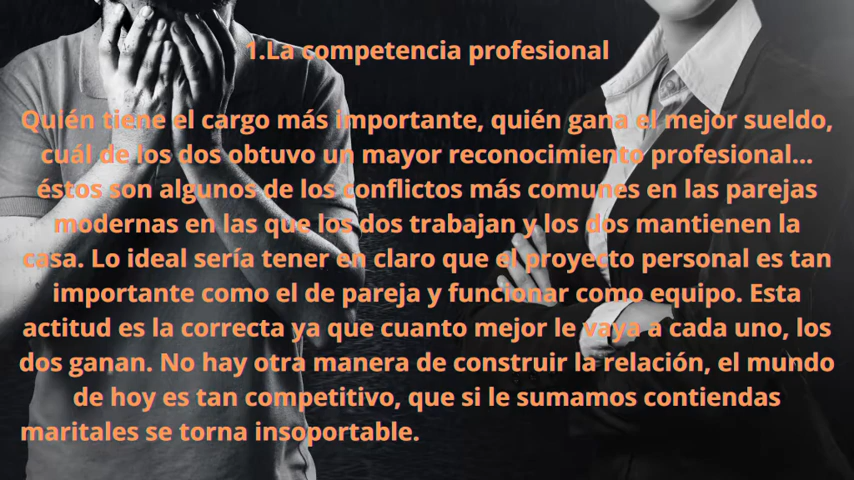 1.La competencia profesional
Quién tiene el cargo más importante, quién gana el mejor sueldo,
cuál de los dos obtuvo un mayor reconocimiento profesional...
éstos son algunos de los conflictos más comunes en las parejas
modernas en las que los dos trabajan y los dos mantienen la
casa. Lo ideal sería tener en claro que el proyecto personal es tan
importante como el de pareja y funcionar como equipo. Esta
actitud es la correcta ya que cuanto mejor le vaya a cada uno, los
dos ganan. No hay otra manera de construir la relación, el mundo
de hoy es tan competitivo, que si le sumamos contiendas
maritales se torna insoportable.